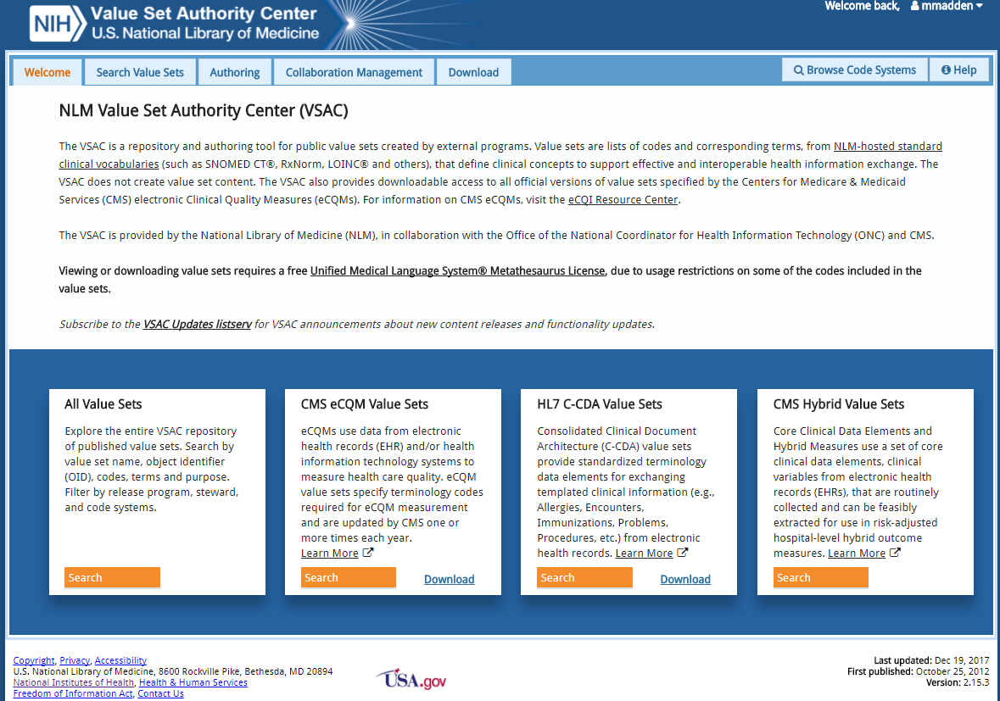 NIH
Value Set Authority Center
U.S. National Library of Medicine
Welcome back, mmadden
Welcome
Search Value Sets
Authoring
Collaboration Management
Download
Browse Code Systems
Help
NLM Value Set Authority Center (VSAC)
The VSAC is a repository and authoring tool for public value sets created by external programs. Value sets are lists of codes and corresponding terms, from NLM-hosted standard
clinical vocabularies (such as SNOMED CT®, RxNorm, LOINC® and others), that define clinical concepts to support effective and interoperable health information exchange. The
VSAC does not create value set content. The VSAC also provides downloadable access to all official versions of value sets specified by the Centers for Medicare & Medicaid
Services (CMS) electronic Clinical Quality Measures (eCQMs). For information on CMS eCQMs, visit the eCQI Resource Center.
The VSAC is provided by the National Library of Medicine (NLM), in collaboration with the Office of the National Coordinator for Health Information Technology (ONC) and CMS.
Viewing or downloading value sets requires a free Unified Medical Language System® Metathesaurus License, due to usage restrictions on some of the codes included in the
value sets.
Subscribe to the VSAC Updates listserv for VSAC announcements about new content releases and functionality updates.
All Value Sets
Explore the entire VSAC repository
of published value sets. Search by
value set name, object identifier
(OID), codes, terms and purpose.
Filter by release program, steward,
and code systems.
Search
CMS eCQM Value Sets
eCQMs use data from electronic
health records (EHR) and/or health
information technology systems to
measure health care quality. eCQM
value sets specify terminology codes
required for eCQM measurement
and are updated by CMS one or
more times each year.
Learn More
Search
Download
HL7 C-CDA Value Sets
Consolidated Clinical Document
Architecture (C-CDA) value sets
provide standardized terminology
data elements for exchanging
templated clinical information (e.g.,
Allergies, Encounters,
Immunizations, Problems,
Procedures, etc.) from electronic
health records. Learn More
Search
Download
CMS Hybrid Value Sets
Core Clinical Data Elements and
Hybrid Measures use a set of core
clinical data elements, clinical
variables from electronic health
records (EHRs), that are routinely
collected and can be feasibly
extracted for use in risk-adjusted
hospital-level hybrid outcome
measures. Learn More
Search
Copyright, Privacy, Accessibility
U.S. National Library of Medicine, 8600 Rockville Pike, Bethesda, MD 20894
National Institutes of Health, Health & Human Services
Freedom of Information Act, Contact Us
USA.gov
Last updated: Dec 19, 2017
First published: October 25, 2012
Version: 2.15.3